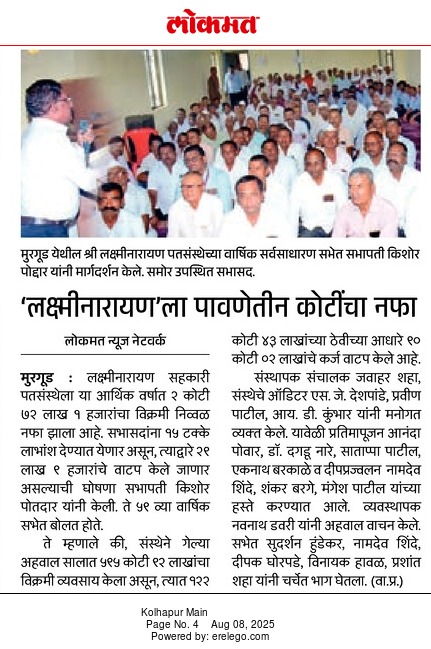 लोकमत
मुरगूड येथील श्री लक्ष्मीनारायण पतसंस्थेच्या वार्षिक सर्वसाधारण सभेत सभापती किशोर
पोद्दार यांनी मार्गदर्शन केले. समोर उपस्थित सभासद.
‘लक्ष्मीनारायण’ला पावणेतीन कोटींचा नफा
लोकमत न्यूज नेटवर्क
मुरगूड : लक्ष्मीनारायण सहकारी
पतसंस्थेला या आर्थिक वर्षात २ कोटी
७२ लाख १ हजारांचा विक्रमी निव्वळ
नफा झाला आहे. सभासदांना १५ टक्के
लाभांश देण्यात येणार असून, त्याद्वारे २९
लाख ९ हजारांचे वाटप केले जाणार
असल्याची घोषणा सभापती किशोर
पोतदार यांनी केली. ते ५९ व्या वार्षिक
सभेत बोलत होते.
ते म्हणाले की, संस्थेने गेल्या
अहवाल सालात ५९५ कोटी ९२ लाखांचा
विक्रमी व्यवसाय केला असून, त्यात १२२
कोटी ४३ लाखांच्या ठेवीच्या आधारे ९०
कोटी ०२ लाखांचे कर्ज वाटप केले आहे.
संस्थापक संचालक जवाहर शहा,
संस्थेचे ऑडिटर एस. जे. देशपांडे, प्रवीण
पाटील, आय. डी. कुंभार यांनी मनोगत
व्यक्त केले. यावेळी प्रतिमापूजन आनंदा
पोवार, डॉ. दगडू नारे, साताप्पा पाटील,
एकनाथ बरकाळे व दीपप्रज्वलन नामदेव
शिंदे, शंकर बरगे, मंगेश पाटील यांच्या
हस्ते करण्यात आले. व्यवस्थापक
नवनाथ डवरी यांनी अहवाल वाचन केले.
सभेत सुदर्शन हुंडेकर, नामदेव शिंदे,
दीपक घोरपडे, विनायक हावळ, प्रशांत
शहा यांनी चर्चेत भाग घेतला. (वा.प्र.)
Kolhapur Main
Page No. 4 Aug 08, 2025
Powered by: erelego.com